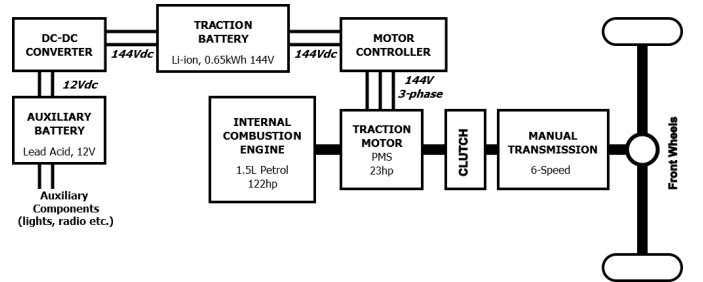 DC-DC
CONVERTER
144Vdc
TRACTION
BATTERY
Li-ion, 0.65kWh 144V
144Vdc
MOTOR
CONTROLLER
12Vdc
144V
3-phase
AUXILIARY
BATTERY
Lead Acid, 12V
INTERNAL
COMBUSTION
ENGINE
1.5L Petrol
122hp
TRACTION
MOTOR
PMS
23hp
CLUTCH
MANUAL
TRANSMISSION
6-Speed
Front Wheels
Auxiliary
Components
(lights, radio etc.)